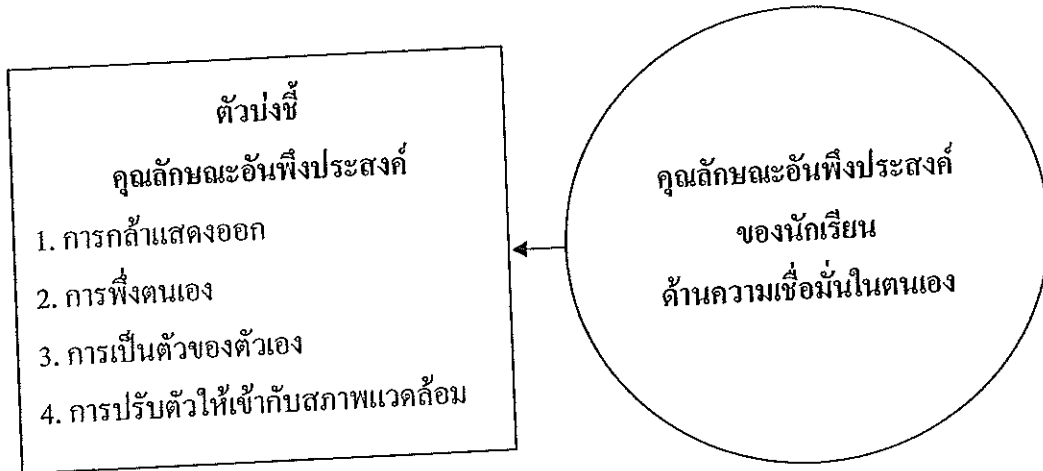 ตัวบ่งชี้
คุณลักษณะอันพึงประสงค์
1. การกล้าแสดงออก
2. การพึ่งตนเอง
3. การเป็นตัวของตัวเอง
4. การปรับตัวให้เข้ากับสภาพแวดล้อม
คุณลักษณะอันพึงประสงค์
ของนักเรียน
ด้านความเชื่อมั่นในตนเอง